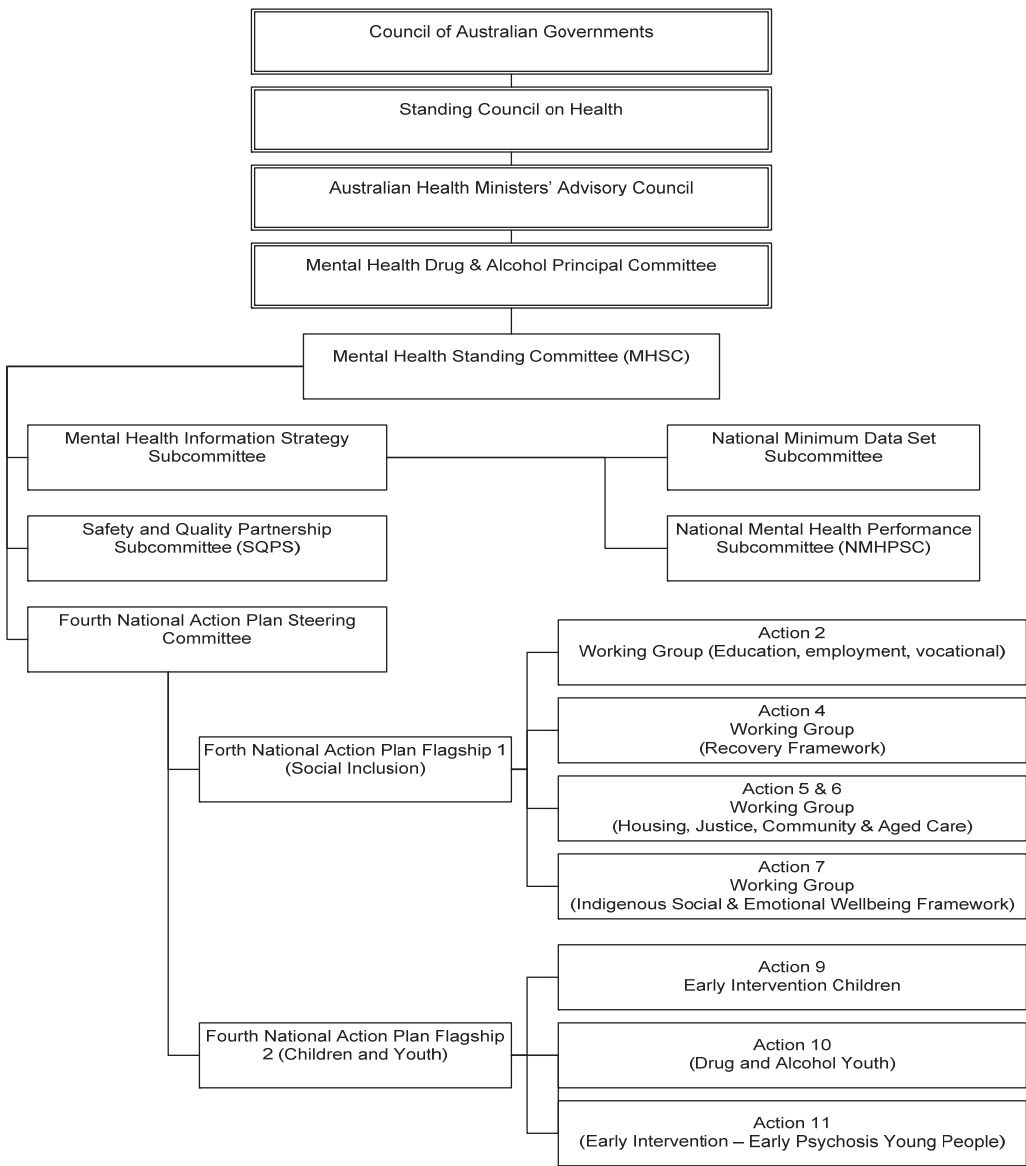 Council of Australian Governments
Standing Council on Health
Australian Health Ministers' Advisory Council
Mental Health Drug & Alcohol Principal Committee
Mental Health Standing Committee (MHSC)
Mental Health Information Strategy
Subcommittee
National Minimum Data Set
Subcommittee
Safety and Quality Partnership
Subcommittee (SQPS)
National Mental Health Performance
Subcommittee (NMHPSC)
Fourth National Action Plan Steering
Committee
Forth National Action Plan Flagship 1
(Social Inclusion)
Action 2
Working Group (Education, employment, vocational)
Action 4
Working Group
(Recovery Framework)
Action 5 & 6
Working Group
(Housing, Justice, Community & Aged Care)
Action 7
Working Group
(Indigenous Social & Emotional Wellbeing Framework)
Fourth National Action Plan Flagship
2 (Children and Youth)
Action 9
Early Intervention Children
Action 10
(Drug and Alcohol Youth)
Action 11
(Early Intervention – Early Psychosis Young People)